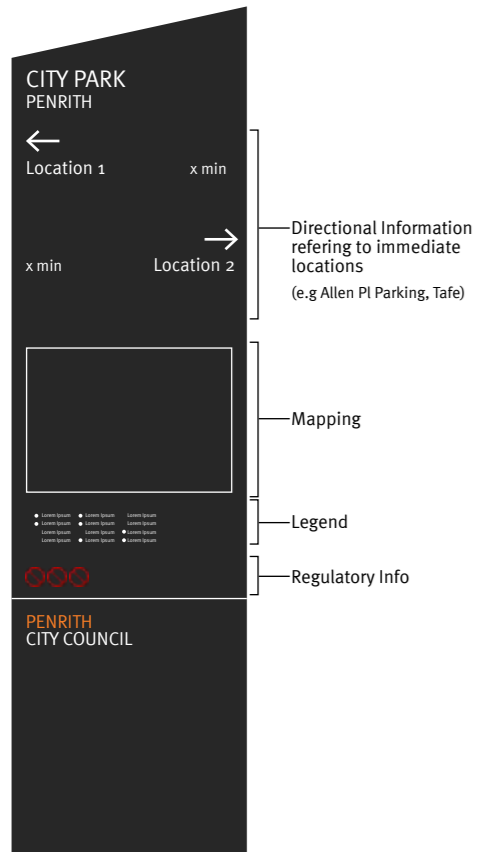 CITY PARK
PENRITH
Location 1 x min
x min Location 2
Directional Information
refering to immediate
locations
(e.g Allen Pl Parking, Tafe)
Mapping
Lorem Ipsum Lorem Ipsum Lorem Ipsum
Lorem Ipsum Lorem Ipsum Lorem Ipsum
Lorem Ipsum Lorem Ipsum Lorem Ipsum
Lorem Ipsum Lorem Ipsum Lorem Ipsum
Legend
Regulatory Info
PENRITH
CITY COUNCIL